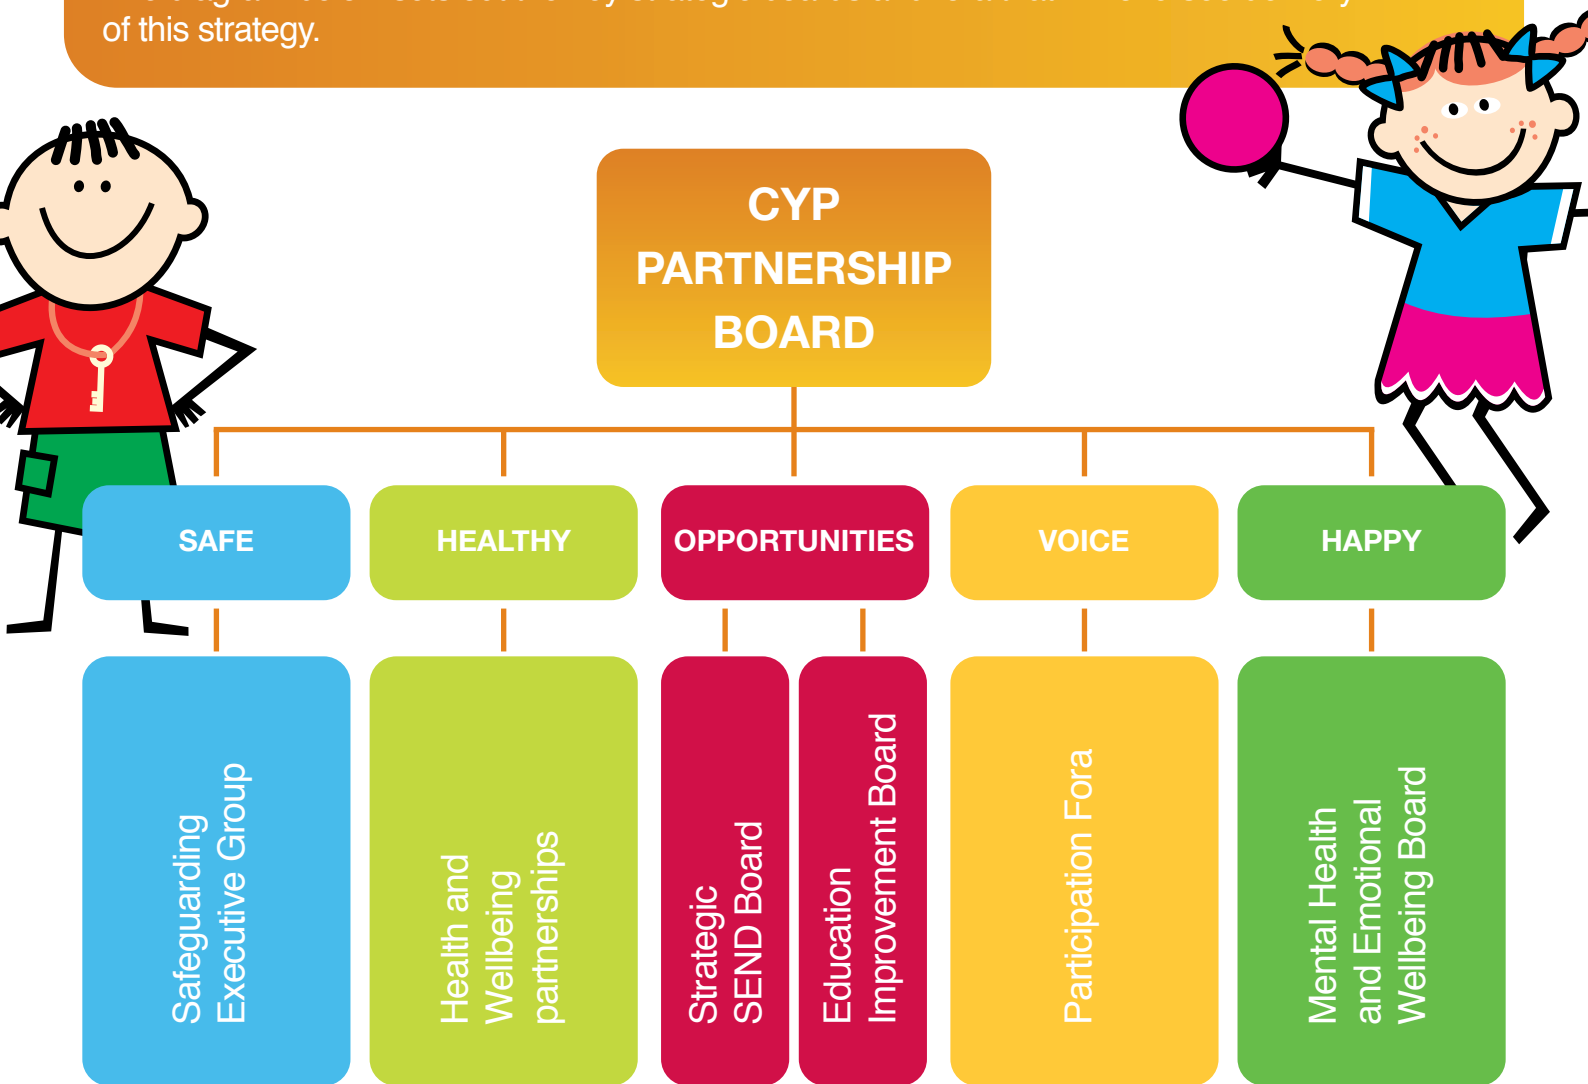 of this strategy.
CYP
PARTNERSHIP
BOARD
SAFE
HEALTHY
OPPORTUNITIES
VOICE
HAPPY
Safeguarding
Executive Group
Health and
Wellbeing
partnerships
Strategic
SEND Board
Education
Improvement Board
Participation Fora
Mental Health
and Emotional
Wellbeing Board